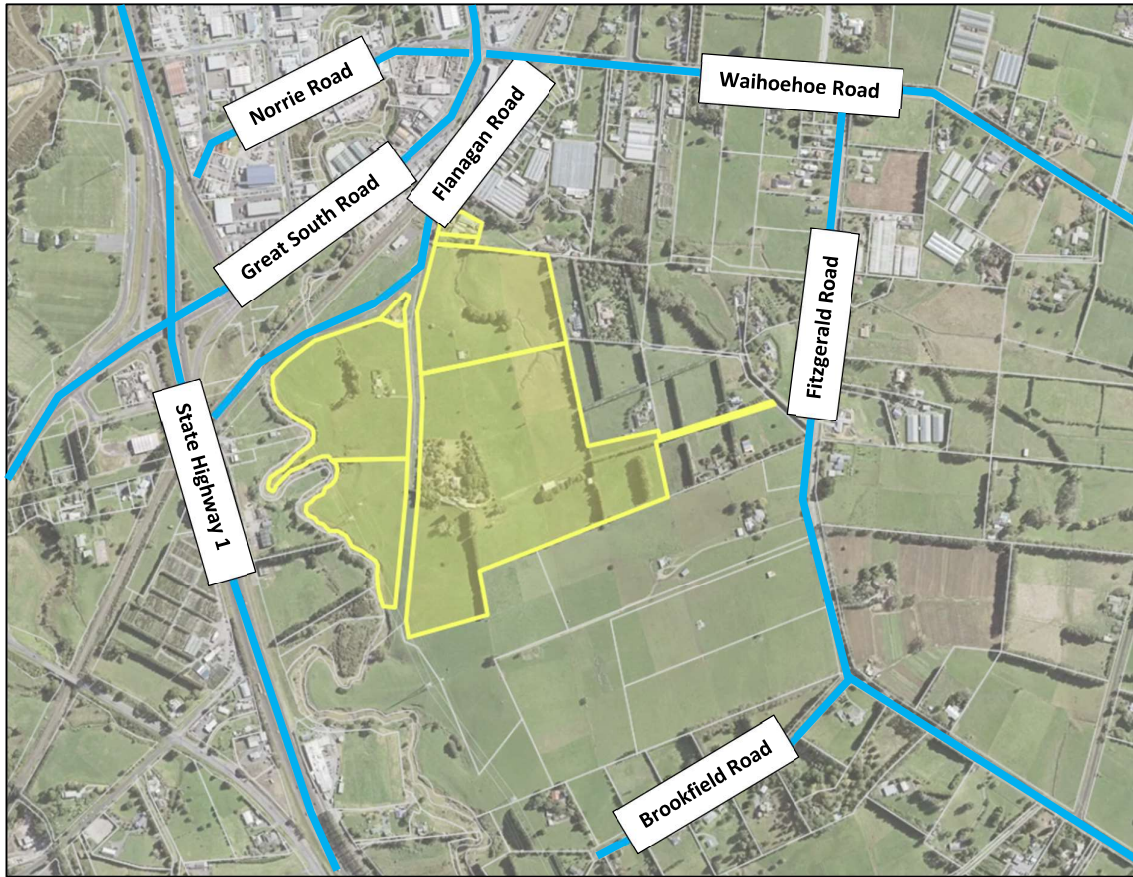 Norrie Road
Waihoehoe Road
Flanagan Road
Great South Road
Fitzgerald Road
State Highway 1
Brookfield Road